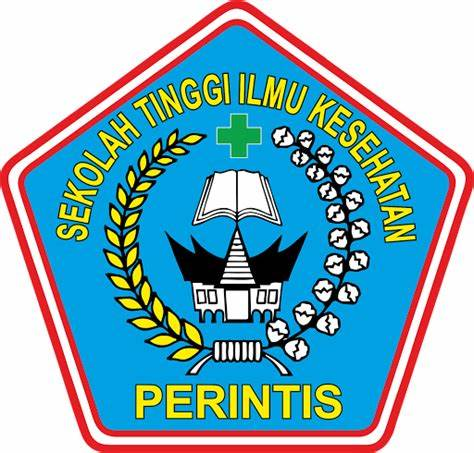 SEKOLAH TINGGI ILMU KESEHATAN
PERINTIS